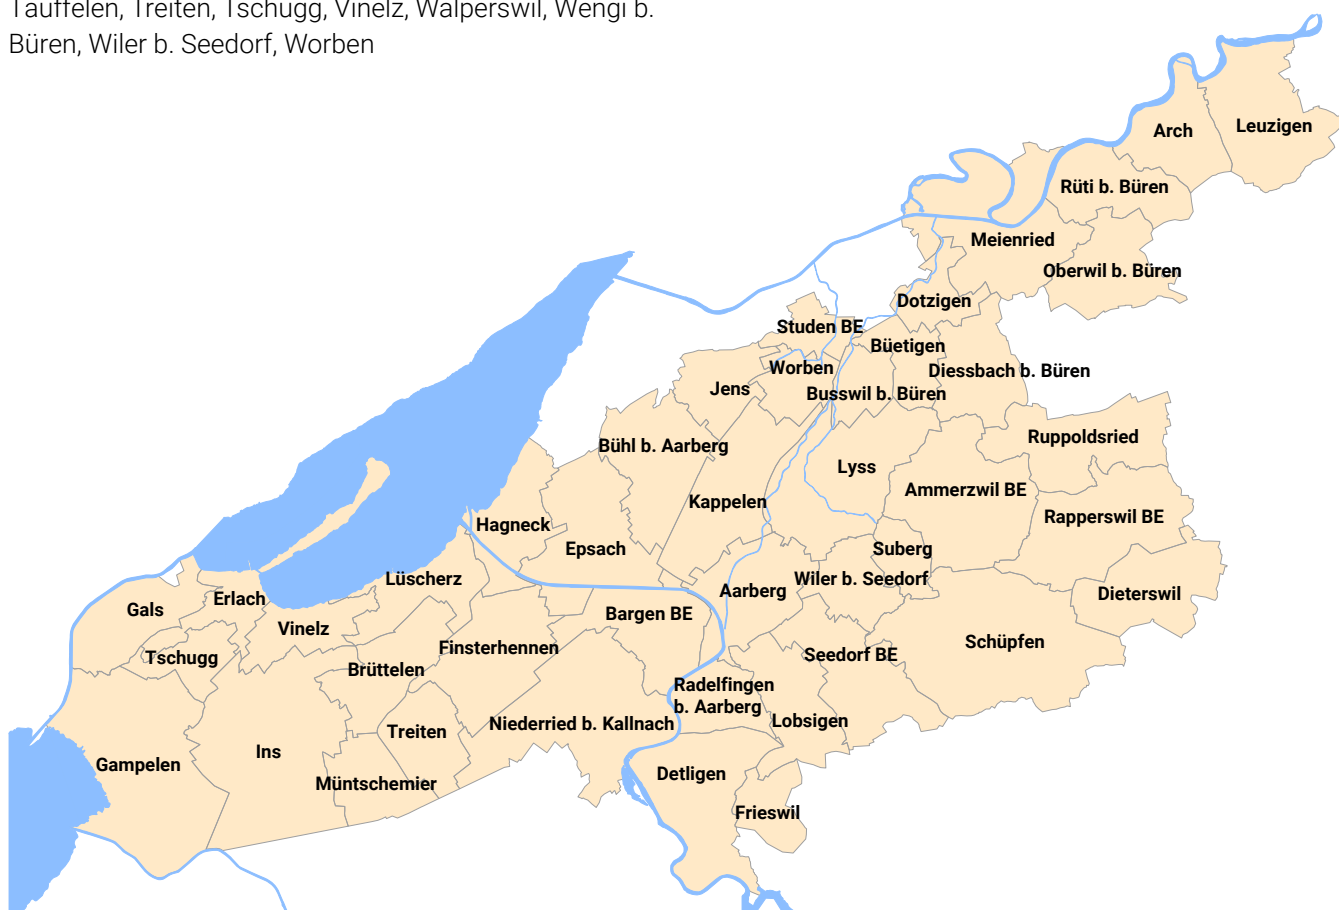 Täuffelen, Treiten, Tschugg, Vinelz, Walperswil, Wengi b.
Büren, Wiler b. Seedorf, Worben
Leuzigen
Arch
Rüti b. Büren
Meienried
Oberwil b. Büren
Dotzigen
Studen BE
Büetigen
Worben
Diessbach b. Büren
Jens
Busswil b. Büren
Ruppoldsried
Bühl b. Aarberg
Lyss
Ammerzwil BE
Kappelen
Rapperswil BE
Hagneck
Epsach
Suberg
Lüscherz
Wiler b. Seedorf
Aarberg
Dieterswil
Erlach
Gals
Bargen BE
Vinelz
Schüpfen
Finsterhennen
Seedorf BE
Tschugg
Brüttelen
Radelfingen
b. Aarberg
Lobsigen
Niederried b. Kallnach
Treiten
Ins
Gampelen
Detligen
Müntschemier
Frieswil